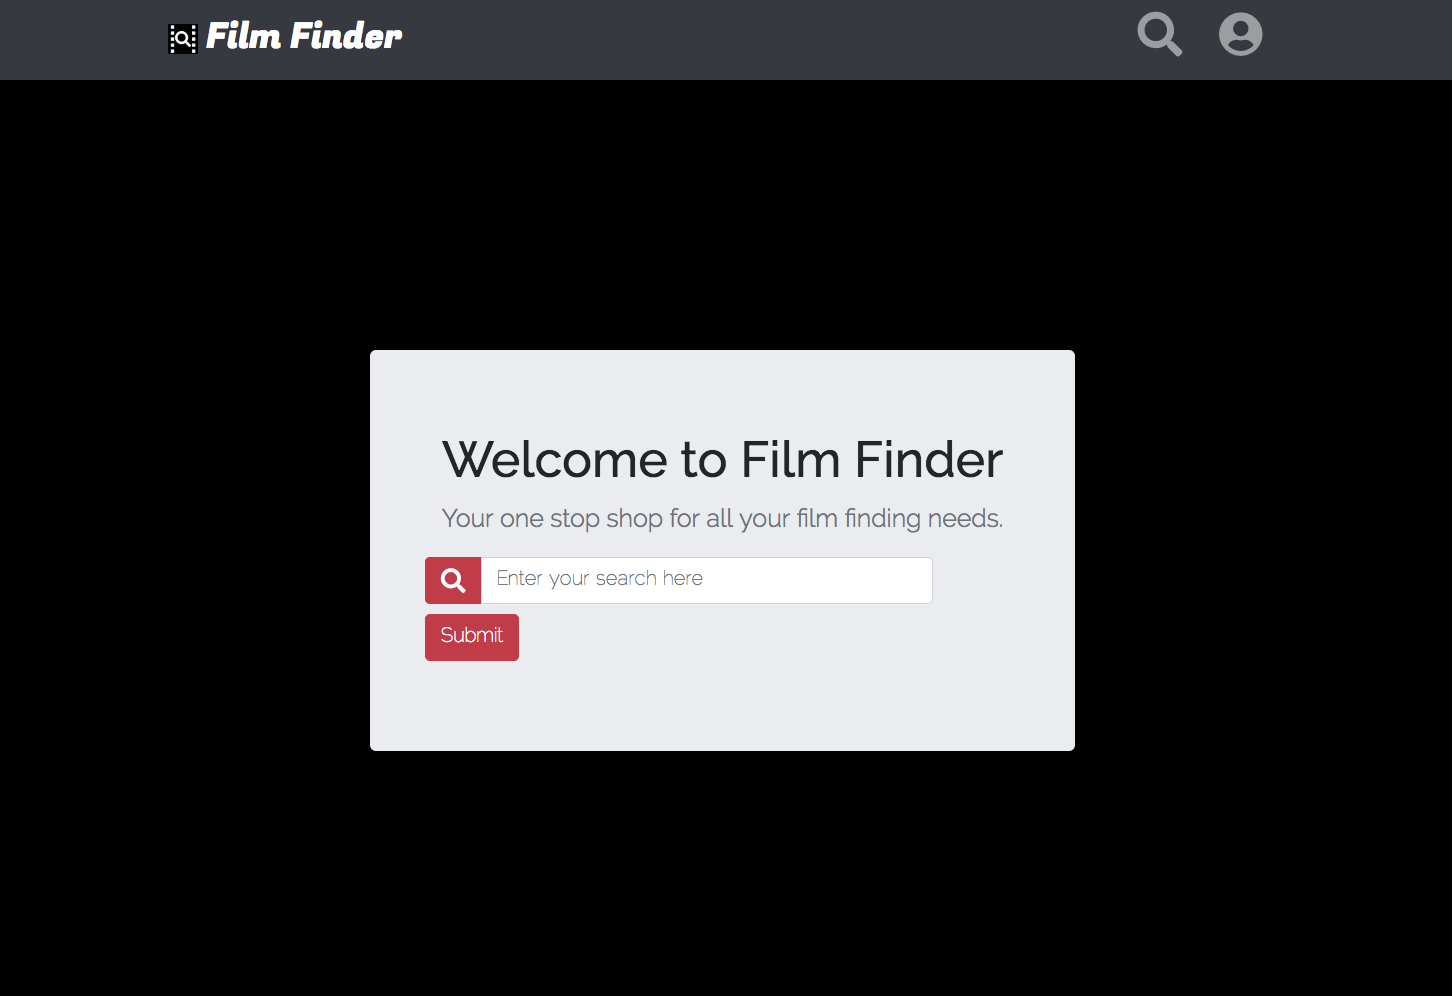 Film Finder
Welcome to Film Finder
Your one stop shop for all your film finding needs.
Enter your search here
Submit